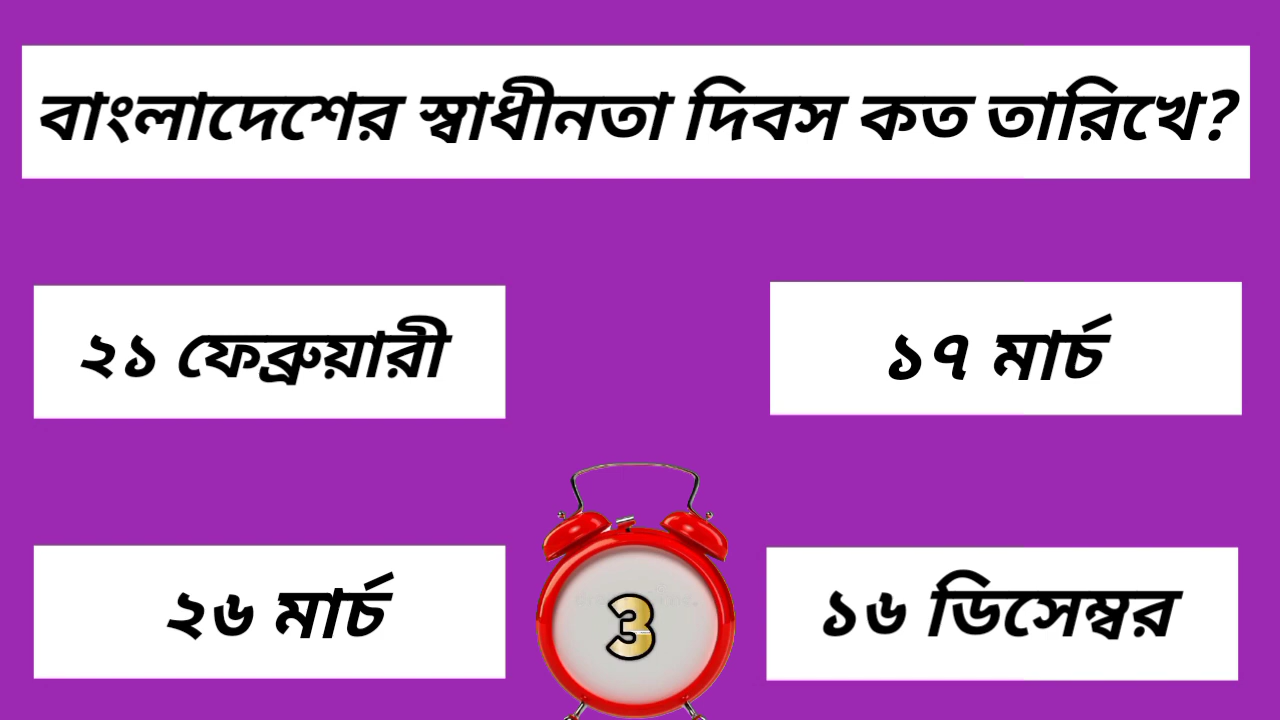 বাংলাদেশের স্বাধীনতা দিবস কত তারিখে?
২১ ফেব্রুয়ারী
১৭ মার্চ
২৬ মার্চ
3
১৬ ডিসেম্বর